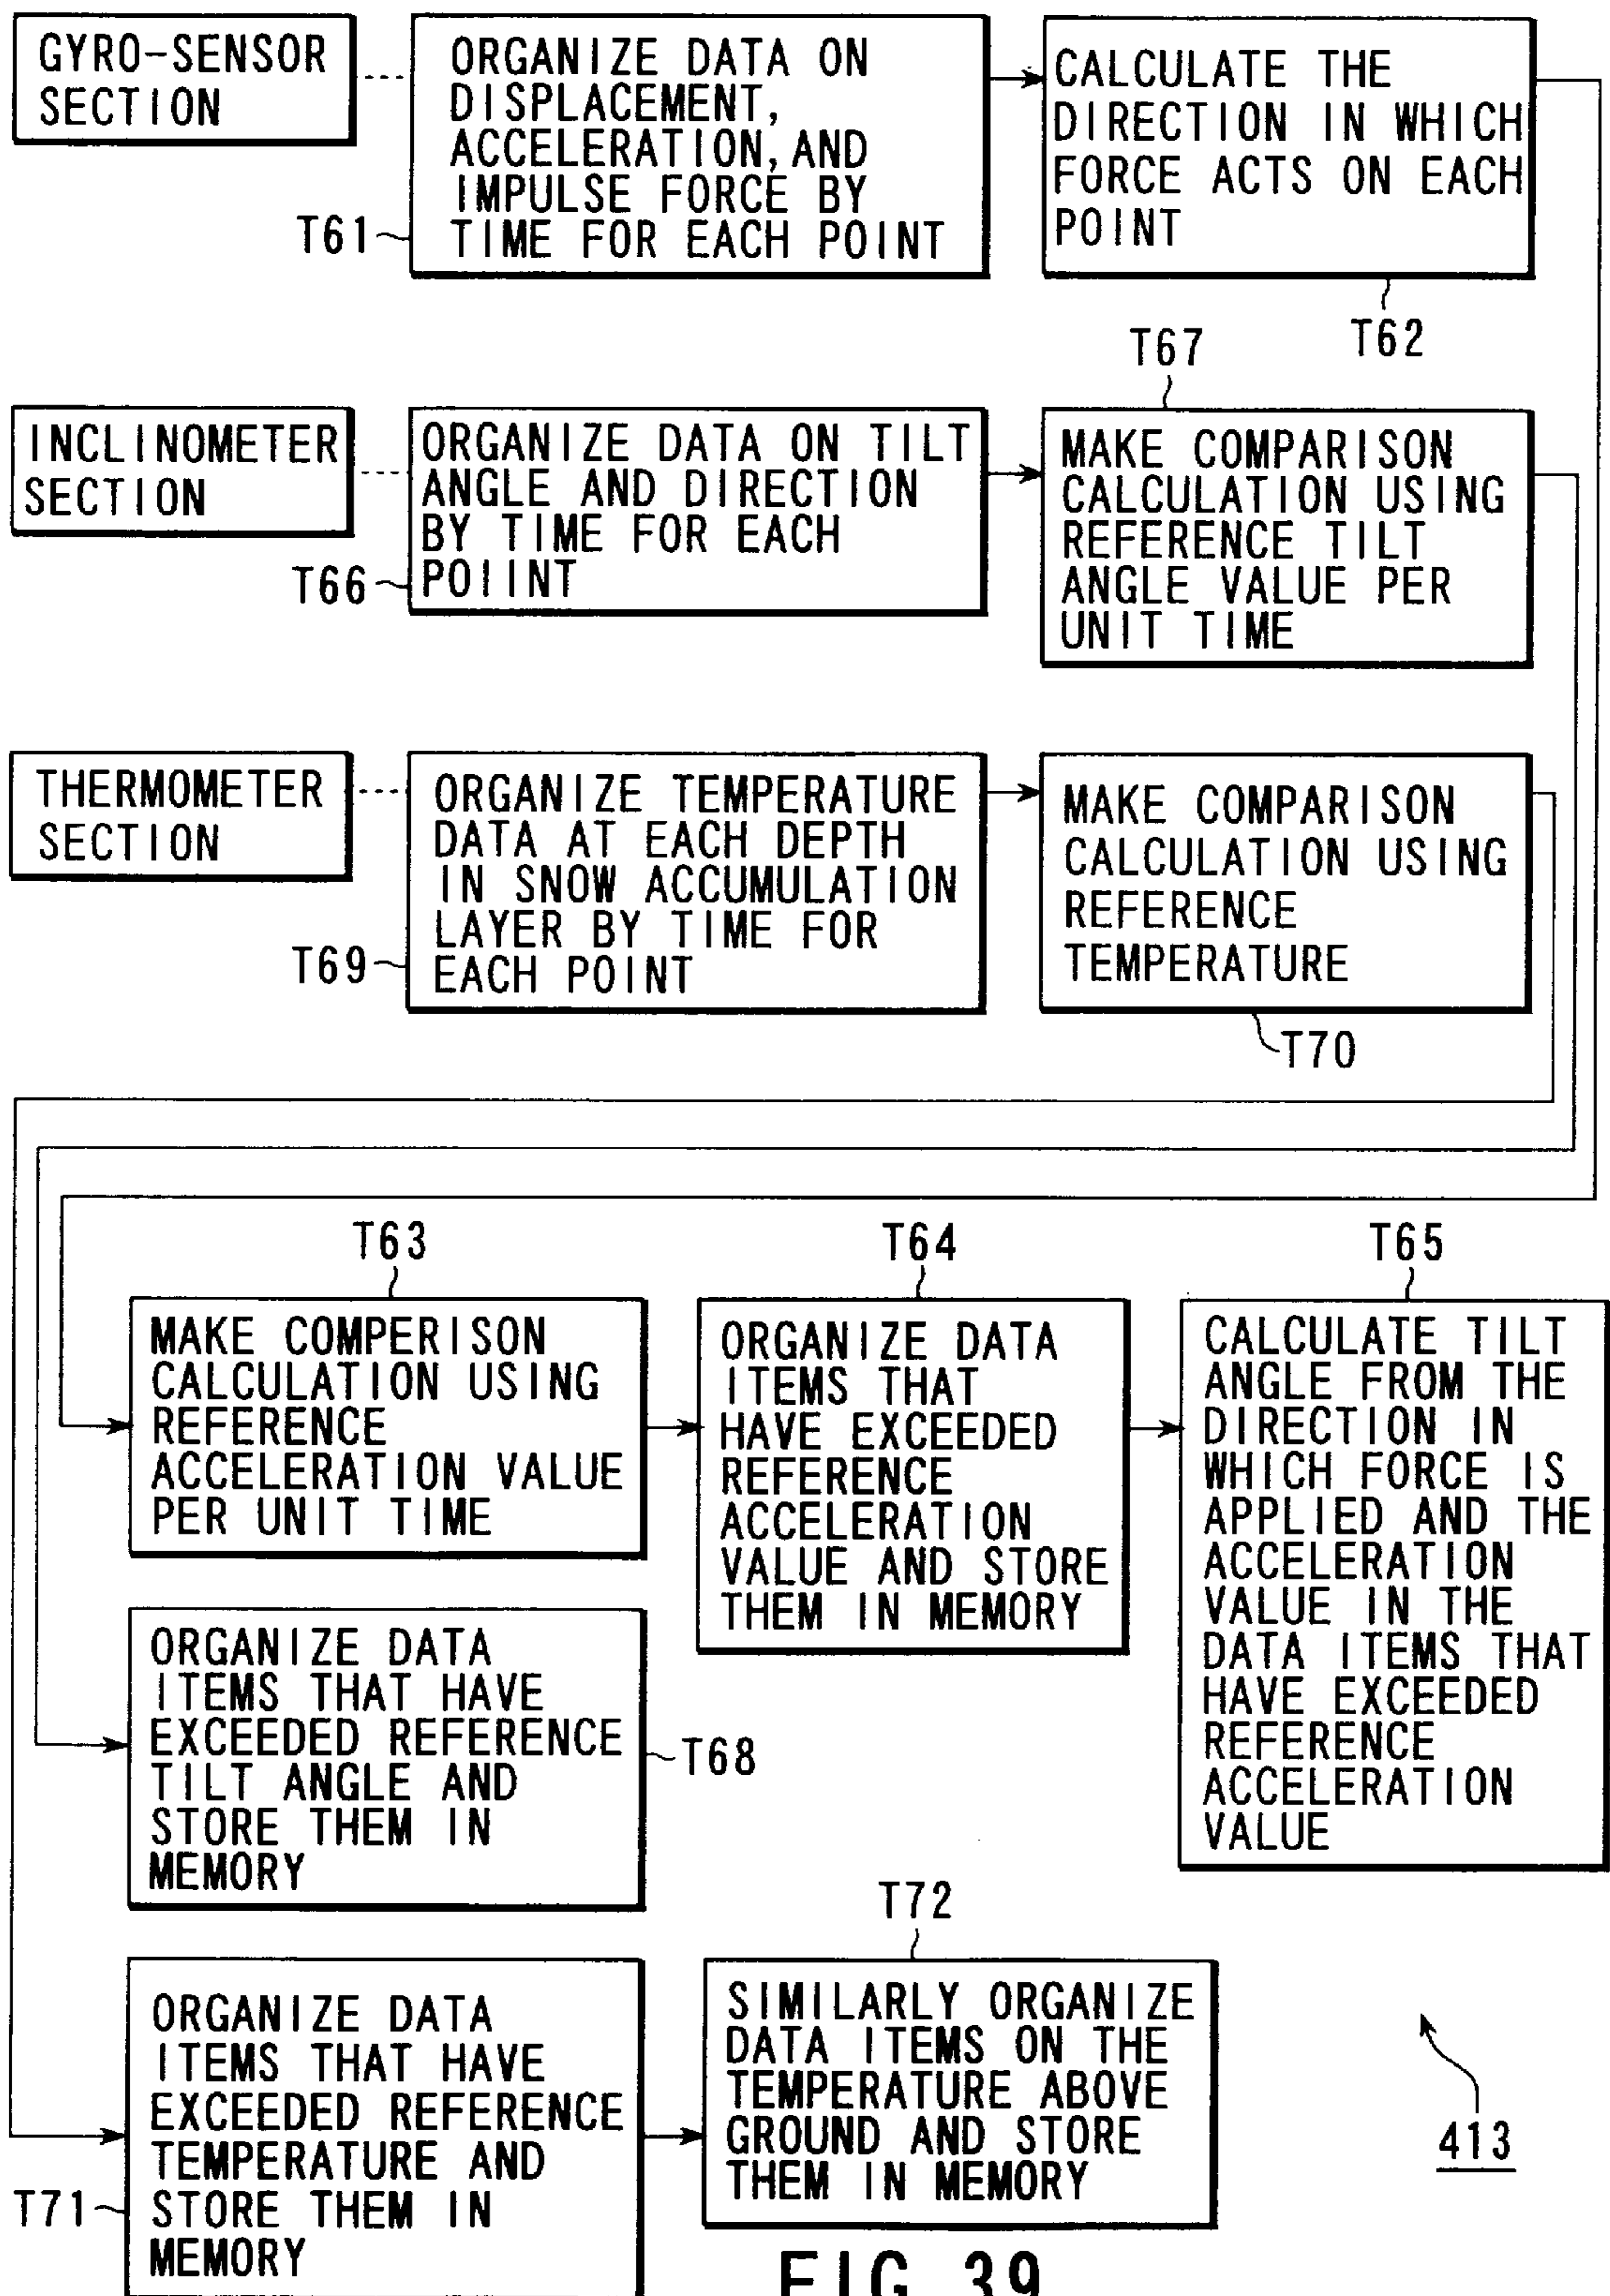 GYRO-SENSOR
SECTION
ORGANIZE DATA ON
DISPLACEMENT,
ACCELERATION, AND
IMPULSE FORCE BY
TIME FOR EACH POINT
T61
CALCULATE THE
DIRECTION IN WHICH
FORCE ACTS ON EACH
POINT
T62
INCLINOMETER
SECTION
ORGANIZE DATA ON TILT
ANGLE AND DIRECTION
BY TIME FOR EACH
POIINT
T66
T67
MAKE COMPARISON
CALCULATION USING
REFERENCE TILT
ANGLE VALUE PER
UNIT TIME
THERMOMETER
SECTION
ORGANIZE TEMPERATURE
DATA AT EACH DEPTH
IN SNOW ACCUMULATION
LAYER BY TIME FOR
EACH POINT
T69
MAKE COMPARISON
CALCULATION USING
REFERENCE
TEMPERATURE
T70
T63
MAKE COMPERISON
CALCULATION USING
REFERENCE
ACCELERATION VALUE
PER UNIT TIME
T64
ORGANIZE DATA
ITEMS THAT
HAVE EXCEEDED
REFERENCE
ACCELERATION
VALUE AND STORE
THEM IN MEMORY
T65
CALCULATE TILT
ANGLE FROM THE
DIRECTION IN
WHICH FORCE IS
APPLIED AND THE
ACCELERATION
VALUE IN THE
DATA ITEMS THAT
HAVE EXCEEDED
REFERENCE
ACCELERATION
VALUE
ORGANIZE DATA
ITEMS THAT HAVE
EXCEEDED REFERENCE
TILT ANGLE AND
STORE THEM IN
MEMORY
T68
ORGANIZE DATA
ITEMS THAT HAVE
EXCEEDED REFERENCE
TEMPERATURE AND
STORE THEM IN
MEMORY
T71
T72
SIMILARLY ORGANIZE
DATA ITEMS ON THE
TEMPERATURE ABOVE
GROUND AND STORE
THEM IN MEMORY
413
FIG. 39